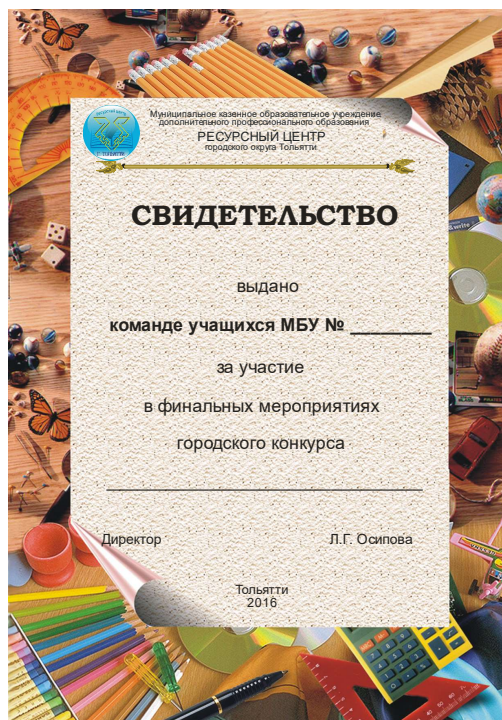 Муниципальное казенное образовательное учреждение
дополнительного профессионального образования
РЕСУРСНЫЙ ЦЕНТР
городского округа Тольятти
СВИДЕТЕЛЬСТВО
выдано
команде учащихся МБУ № ________
за участие
в финальных мероприятиях
городского конкурса
Директор
Л.Г. Осипова
Тольятти
2016